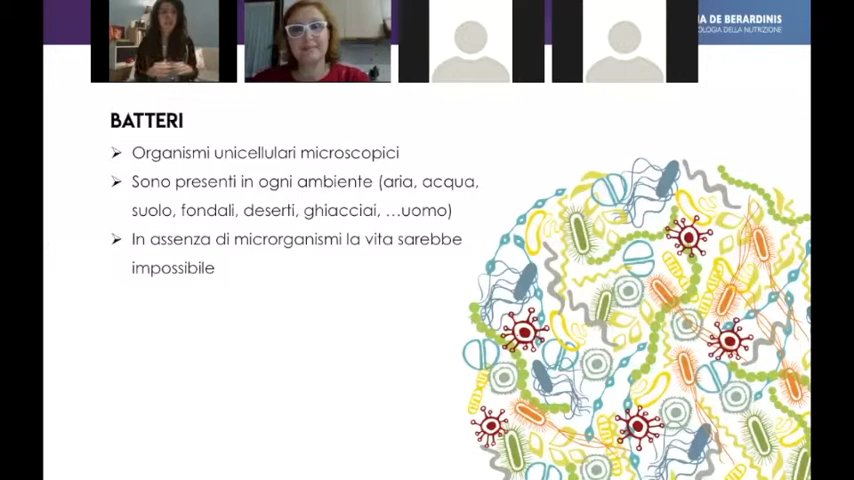 DE BERARDINIS
DELLA NUTRIZIONE
BATTERI
➢ Organismi unicellulari microscopici
➢ Sono presenti in ogni ambiente (aria, acqua,
suolo, fondali, deserti, ghiacciai, …uomo)
➢ In assenza di microrganismi la vita sarebbe
impossibile